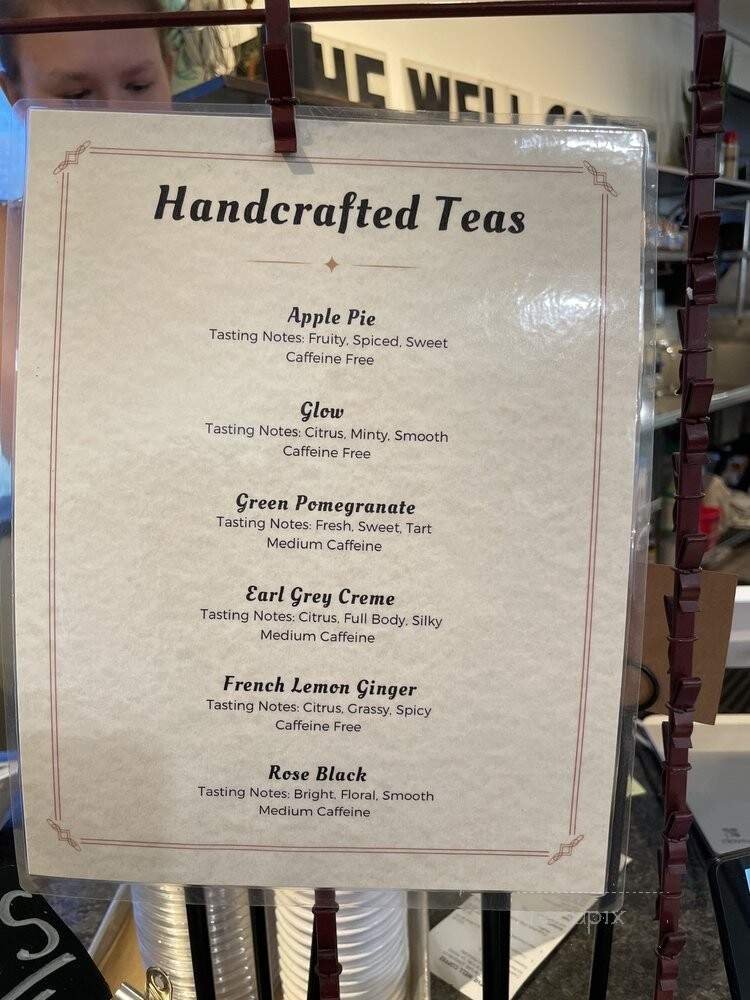 THE WELL CO
Handcrafted Teas
Apple Pie
Tasting Notes: Fruity, Spiced, Sweet
Caffeine Free
Glow
Tasting Notes: Citrus, Minty, Smooth
Caffeine Free
Green Pomegranate
Tasting Notes: Fresh, Sweet, Tart
Medium Caffeine
Earl Grey Creme
Tasting Notes: Citrus, Full Body, Silky
Medium Caffeine
French Lemon Ginger
Tasting Notes: Citrus, Grassy, Spicy
Caffeine Free
Rose Black
Tasting Notes: Bright, Floral, Smooth
Medium Caffeine